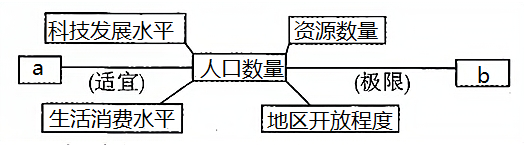 科技发展水平
资源数量
a
(适宜)
人口数量
(极限)
b
生活消费水平
地区开放程度